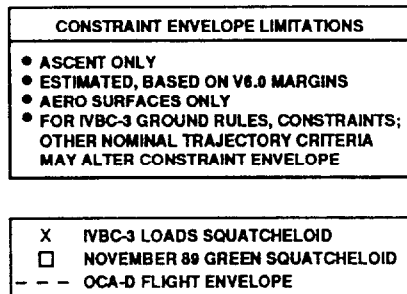 CONSTRAINT ENVELOPE LIMITATIONS
● ASCENT ONLY
● ESTIMATED, BASED ON V6.0 MARGINS
● AERO SURFACES ONLY
● FOR IVBC-3 GROUND RULES, CONSTRAINTS;
OTHER NOMINAL TRAJECTORY CRITERIA
MAY ALTER CONSTRAINT ENVELOPE
X IVBC-3 LOADS SQUATCHELOID
□ NOVEMBER 89 GREEN SQUATCHELOID
- - - OCA-D FLIGHT ENVELOPE